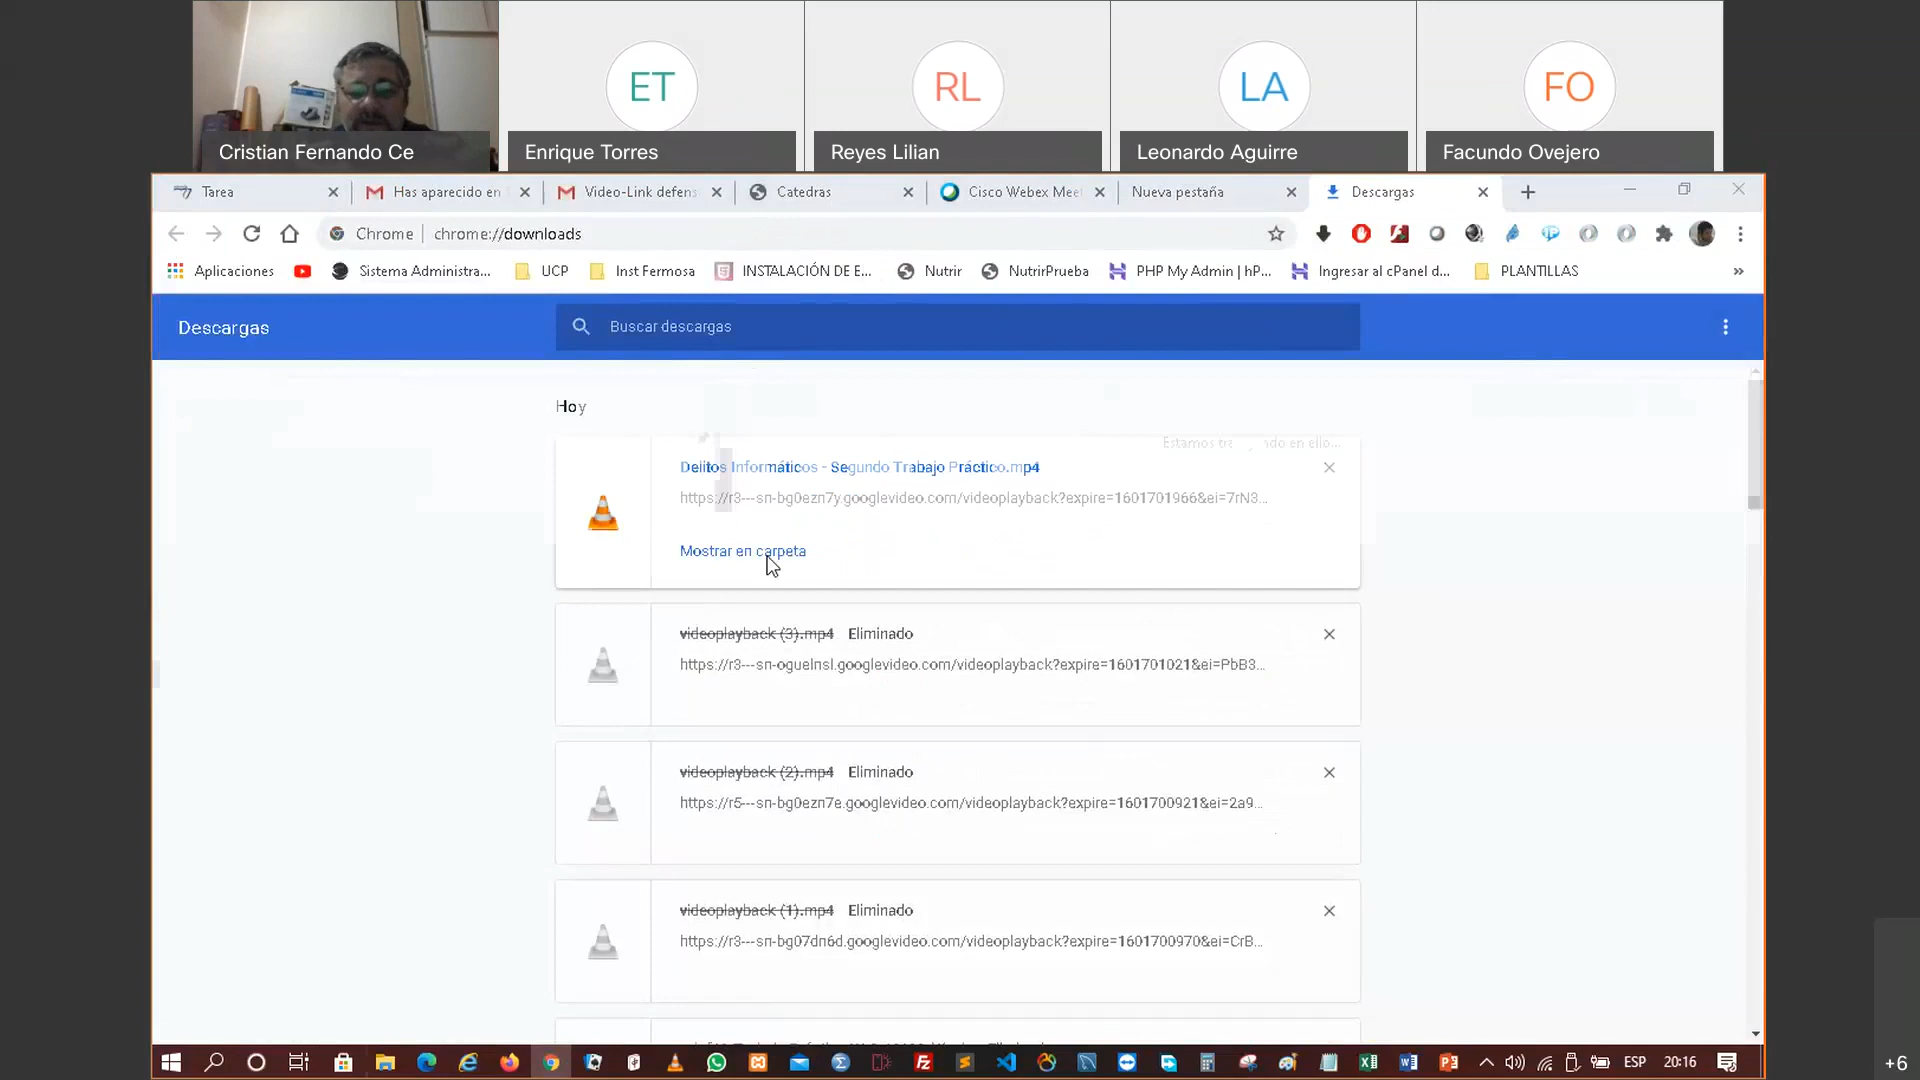 ET
RL
LA
FO
Cristian Fernando Ce
Enrique Torres
Reyes Lilian
Leonardo Aguirre
Facundo Ovejero
Tarea
Has aparecido en
Video-Link defens
Catedras
Cisco Webex Mee
Nueva pestaña
Descargas
Chrome
chrome://downloads
Aplicaciones
Sistema Administra...
UCP
Inst Fermosa
INSTALACIÓN DE E...
Nutrir
NutrirPrueba
PHP My Admin | hP...
Ingresar al cPanel d...
PLANTILLAS
»
Descargas
Buscar descargas
Hoy
Delitos Informáticos - Segundo Trabajo Práctico.mp4
https://r3---sn-bg0ezn7y.googlevideo.com/videoplayback?expire=1601701966&ei=7rN3...
Mostrar en carpeta
videoplayback (3).mp4 Eliminado
https://r3---sn-oguelnsl.googlevideo.com/videoplayback?expire=1601701021&ei=PbB3...
videoplayback (2).mp4 Eliminado
https://r5---sn-bg0ezn7e.googlevideo.com/videoplayback?expire=1601700921&ei=2a9...
videoplayback (1).mp4 Eliminado
https://r3---sn-bg07dn6d.googlevideo.com/videoplayback?expire=1601700970&ei=CrB...
ESP
20:16
+6